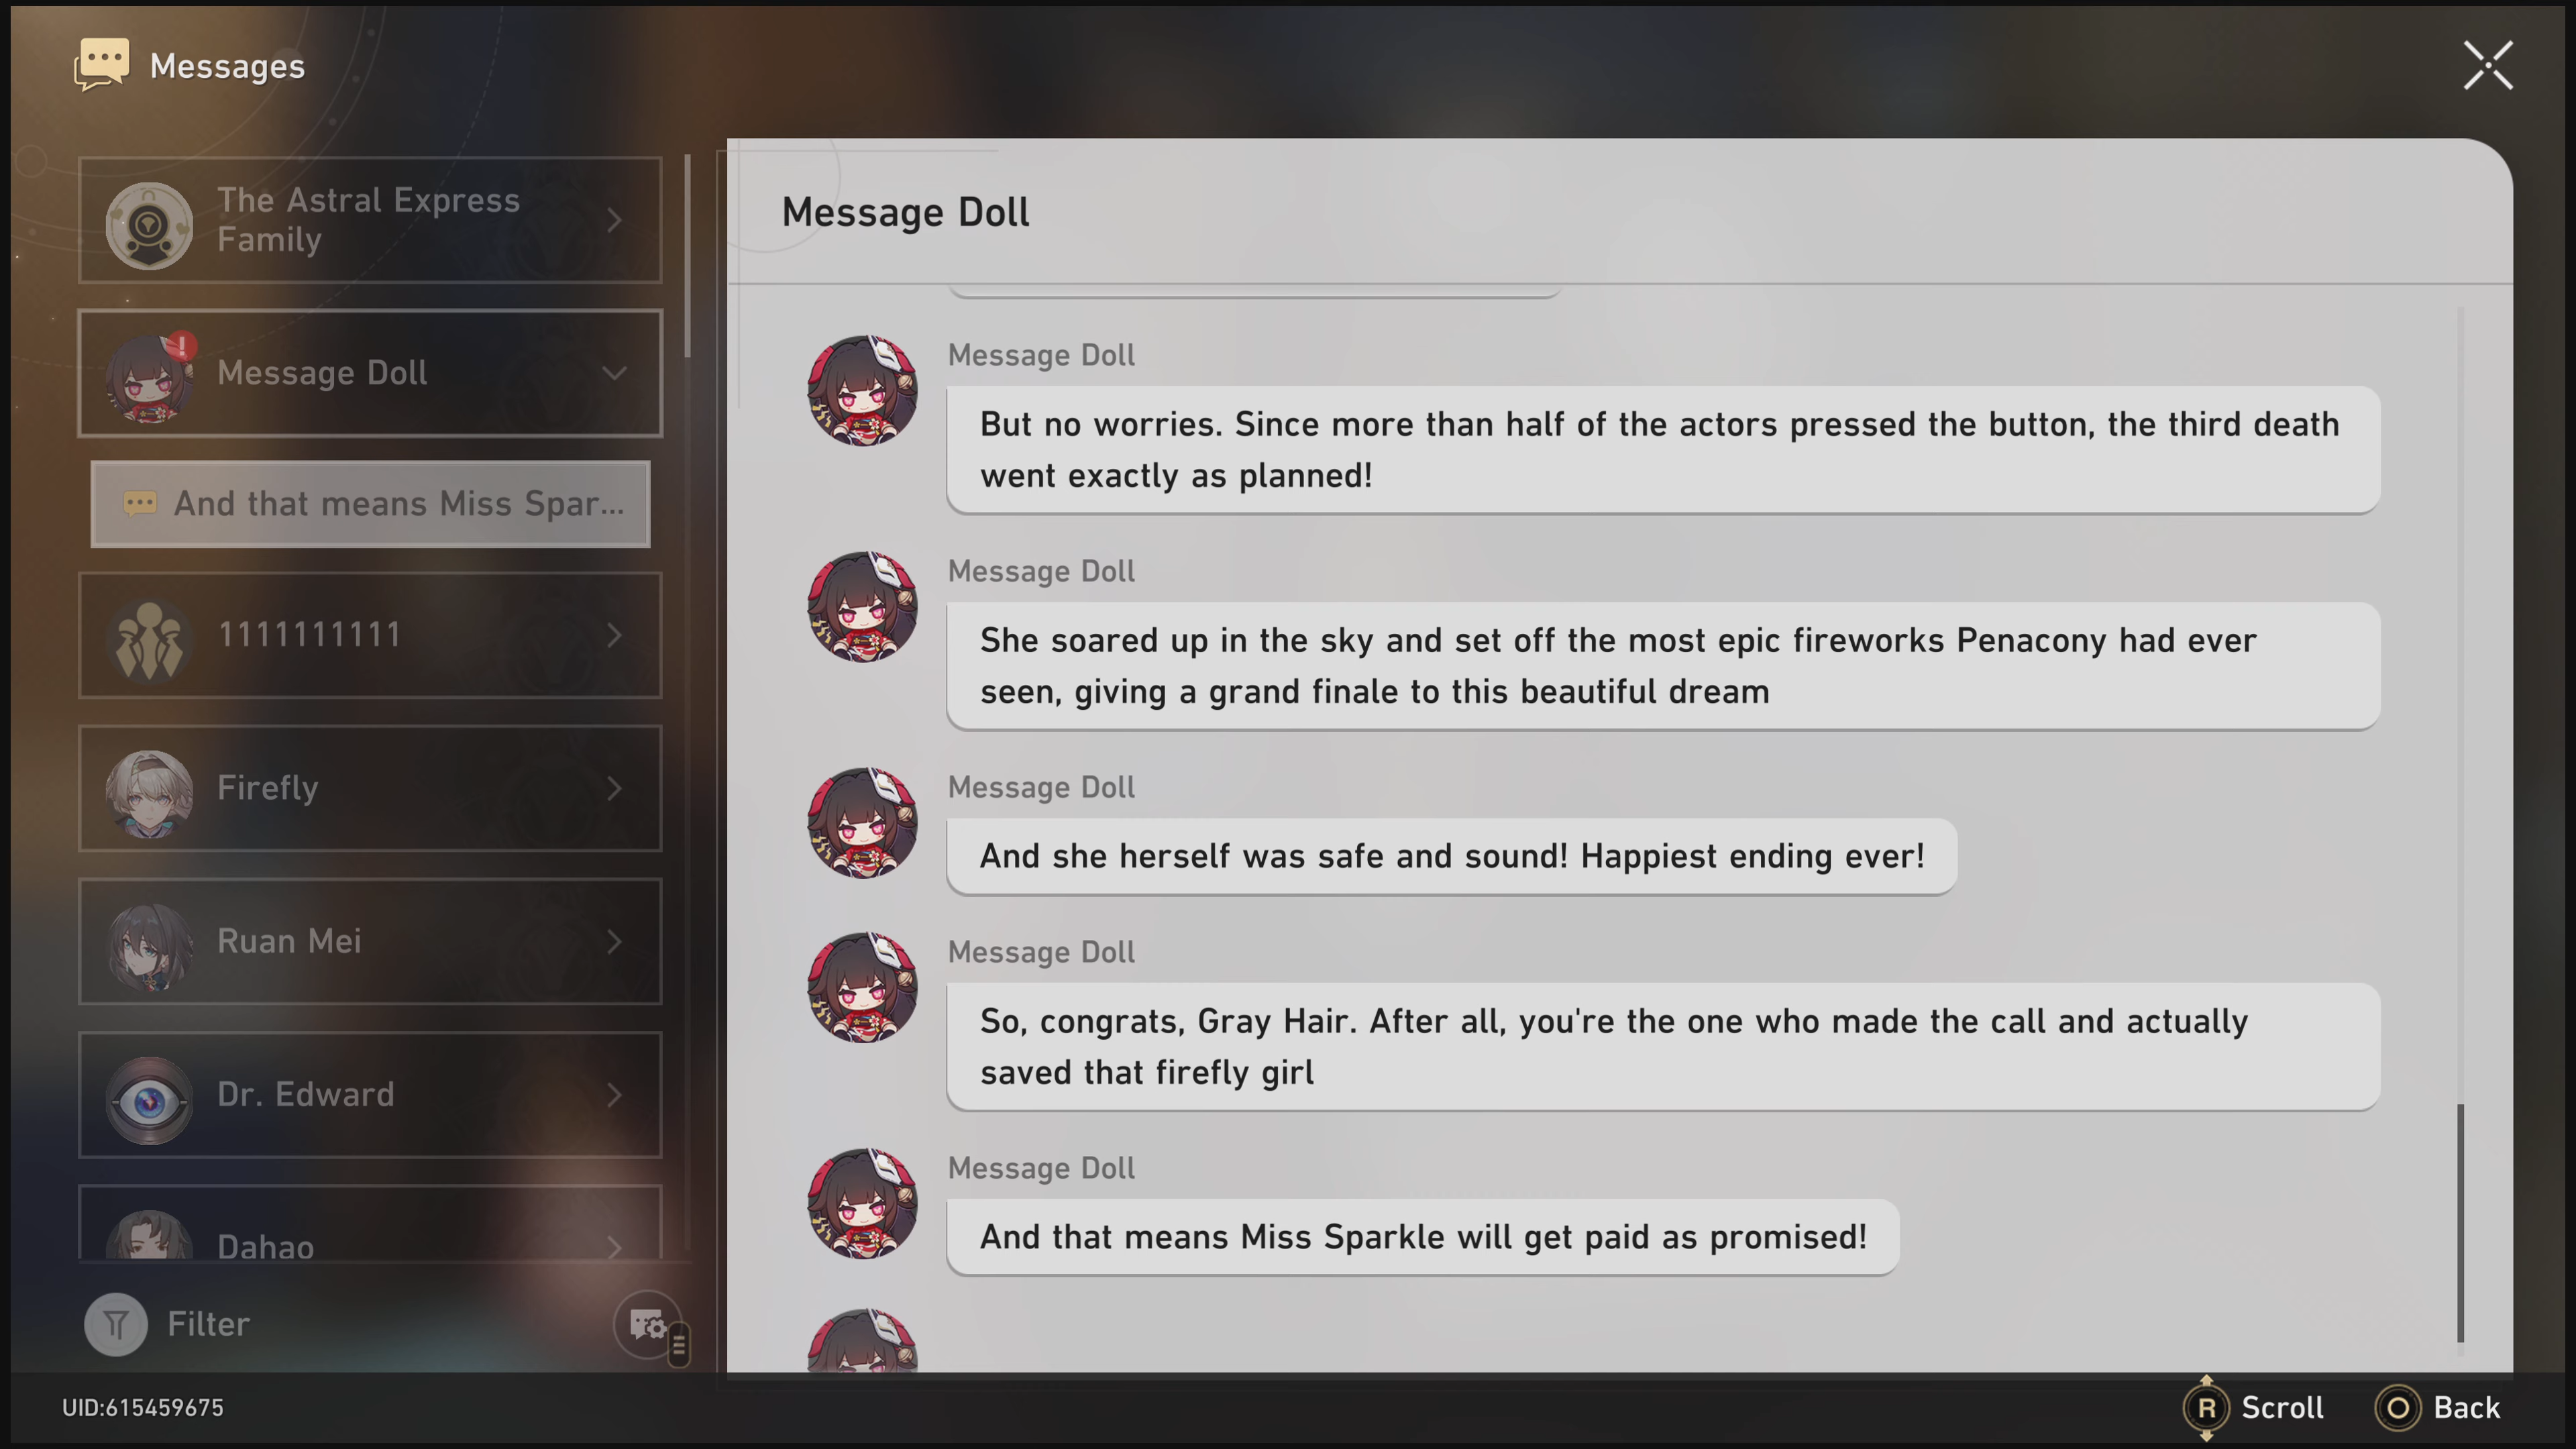 Messages
The Astral Express
Family
Message Doll
And that means Miss Spar...
1111111111
Firefly
Ruan Mei
Dr. Edward
Dahao
Filter
Message Doll
Message Doll
But no worries. Since more than half of the actors pressed the button, the third death
went exactly as planned!
Message Doll
She soared up in the sky and set off the most epic fireworks Penacony had ever
seen, giving a grand finale to this beautiful dream
Message Doll
And she herself was safe and sound! Happiest ending ever!
Message Doll
So, congrats, Gray Hair. After all, you're the one who made the call and actually
saved that firefly girl
Message Doll
And that means Miss Sparkle will get paid as promised!
UID:615459675
R Scroll
Back